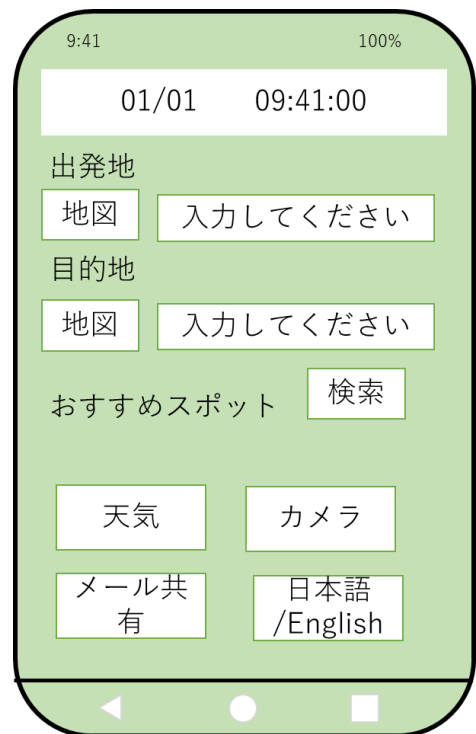 9:41 100%
01/01 09:41:00
出発地
地図 入力してください
目的地
地図 入力してください
おすすめスポット 検索
天気 カメラ
メール共
有
日本語
/English